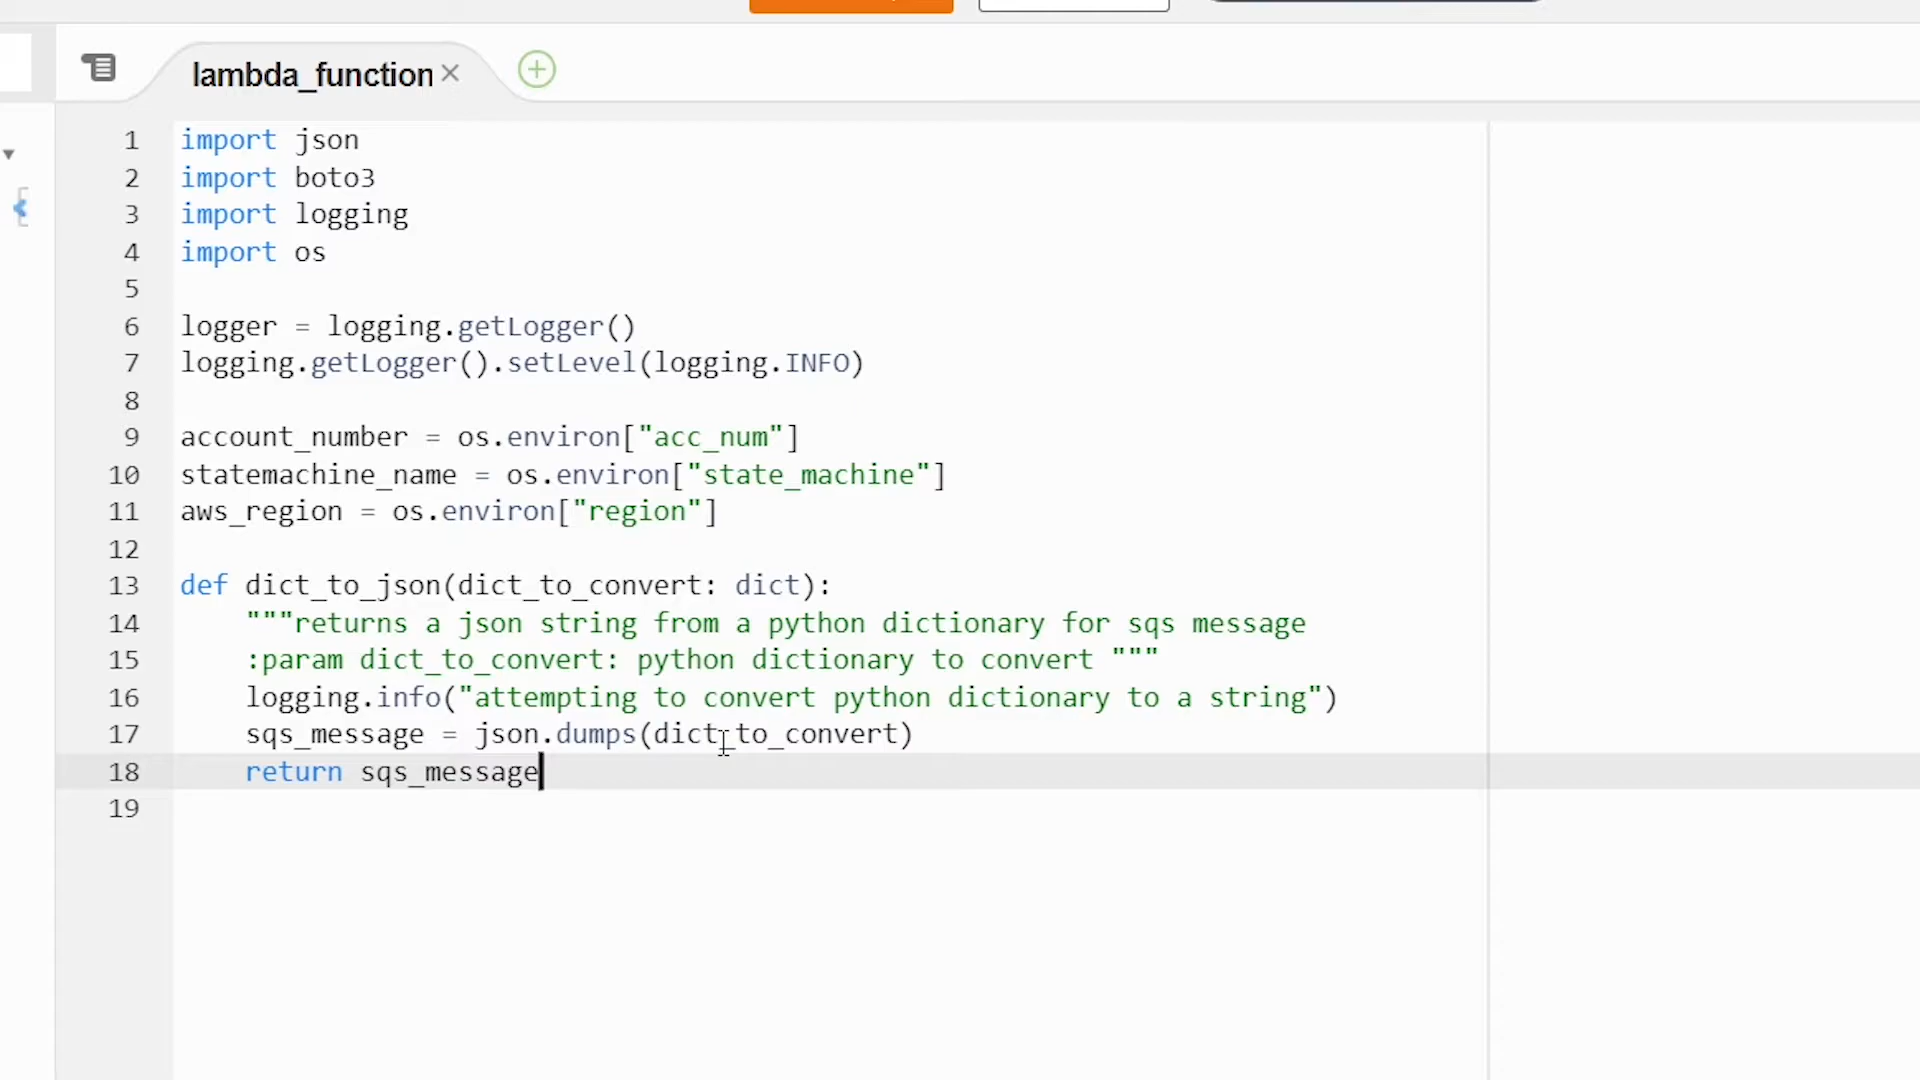 lambda_function
1 import json
2 import boto3
3 import logging
4 import os
5
6 logger = logging.getLogger()
7 logging.getLogger().setLevel(logging.INFO)
8
9 account_number = os.environ["acc_num"]
10 statemachine_name = os.environ["state_machine"]
11 aws_region = os.environ["region"]
12
13 def dict_to_json(dict_to_convert: dict):
14     """returns a json string from a python dictionary for sqs message
15     :param dict_to_convert: python dictionary to convert """
16     logging.info("attempting to convert python dictionary to a string")
17     sqs_message = json.dumps(dict_to_convert)
18     return sqs_message
19